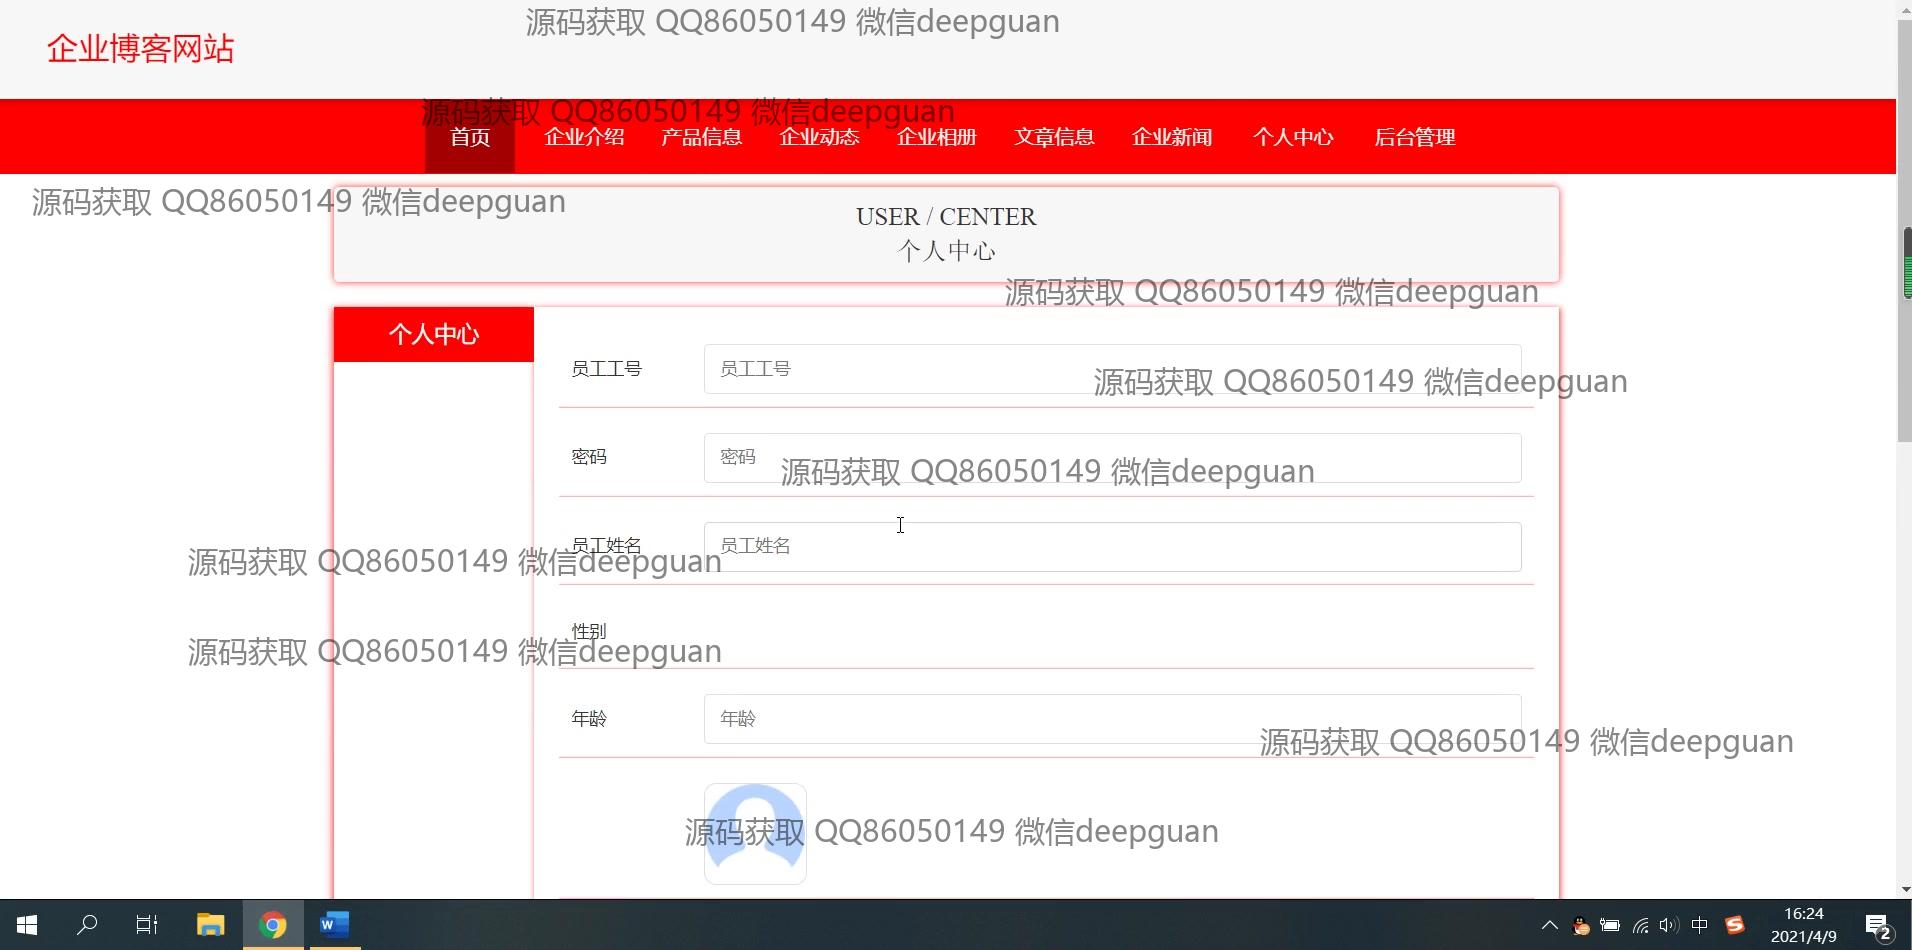 源码获取 QQ86050149 微信deepguan
企业博客网站
源码获取 QQ86050149 微信deepguan
首页 企业介绍 产品信息 企业动态 企业相册 文章信息 企业新闻 个人中心 后台管理
源码获取 QQ86050149 微信deepguan
USER / CENTER
个人中心
源码获取 QQ86050149 微信deepguan
个人中心
员工工号 员工工号
源码获取 QQ86050149 微信deepguan
密码 密码
源码获取 QQ86050149 微信deepguan
员工姓名 员工姓名
源码获取 QQ86050149 微信deepguan
性别
源码获取 QQ86050149 微信deepguan
年龄 年龄
源码获取 QQ86050149 微信deepguan
源码获取 QQ86050149 微信deepguan
W 中 S 16:24
2021/4/9 2